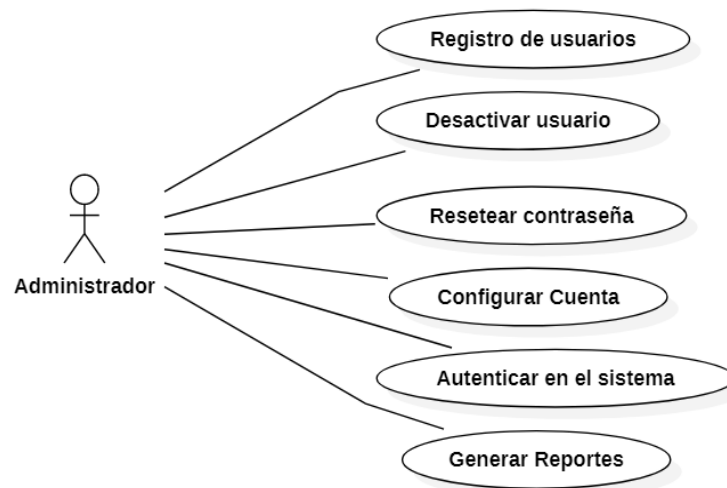 Registro de usuarios
Desactivar usuario
Resetear contraseña
Administrador
Configurar Cuenta
Autenticar en el sistema
Generar Reportes